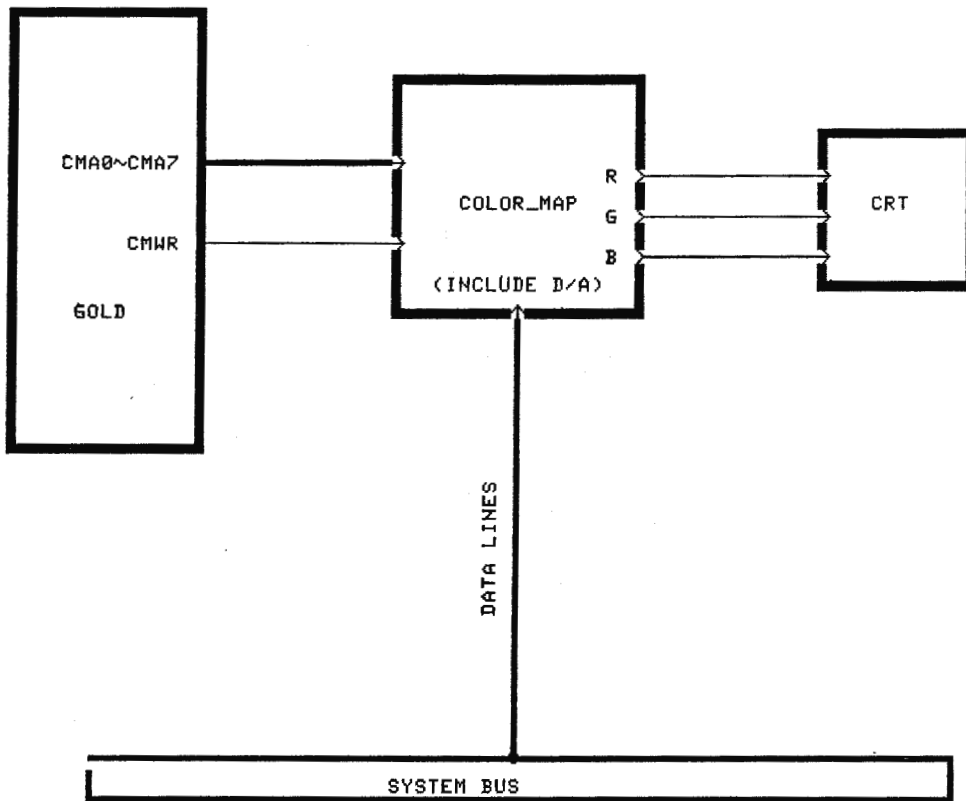 CMA0~CMA7
CMWR
GOLD
COLOR_MAP
(INCLUDE D/A)
R
G
B
CRT
DATA LINES
SYSTEM BUS